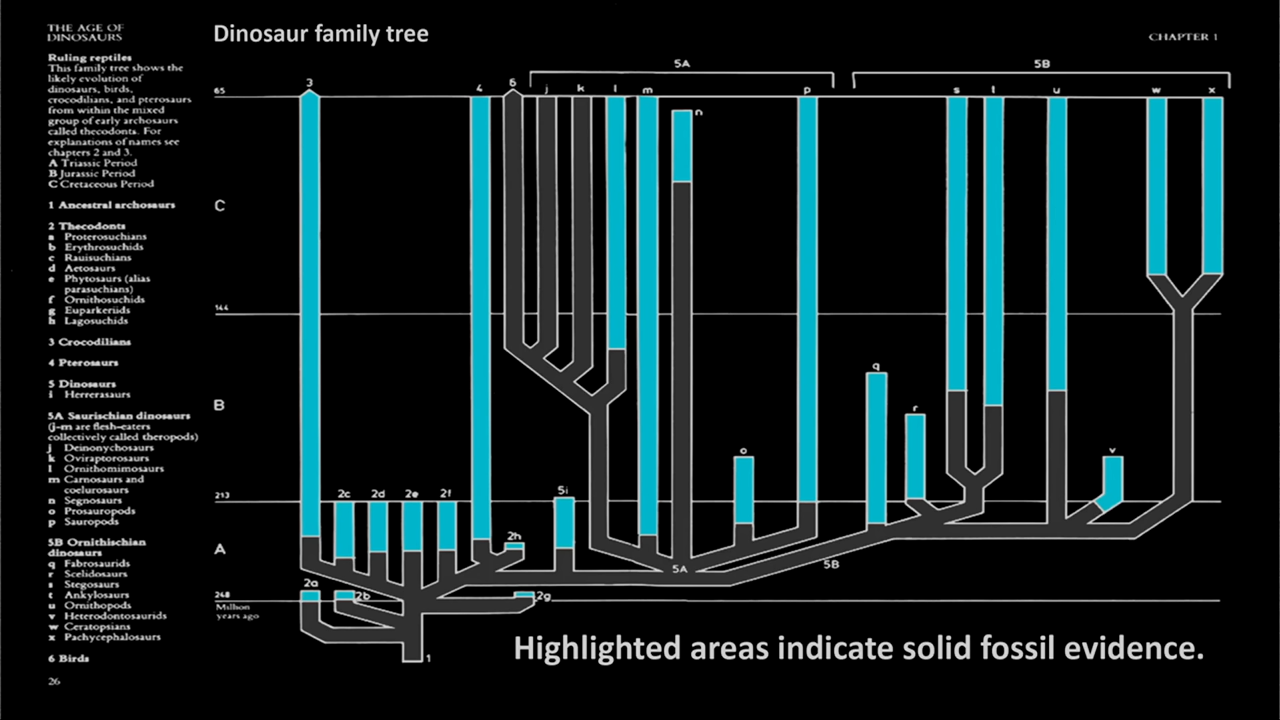 THE AGE OF
DINOSAURS
Dinosaur family tree
CHAPTER 1
Ruling reptiles
This family tree shows the
likely evolution of
dinosaurs, birds,
crocodilians, and pterosaurs
from within the mixed
group of early archosaurs
called thecodonts. For
explanations of names see
chapters 2 and 3.
A Triassic Period
B Jurassic Period
C Cretaceous Period
1 Ancestral archosaurs
2 Thecodonts
a Proterosuchians
b Erythrosuchids
c Rauisuchians
d Aetosaurs
e Phytosaurs (alias
parasuchians)
f Ornithosuchids
g Euparkeriids
h Lagosuchids
3 Crocodilians
4 Pterosaurs
5 Dinosaurs
i Herrerasaurs
5A Saurischian dinosaurs
(j-m are flesh-eaters
collectively called theropods)
j Deinonychosaurs
k Oviraptorosaurs
l Ornithomimosaurs
m Carnosaurs and
coelurosaurs
n Segnosaurs
o Prosauropods
p Sauropods
5B Ornithischian
dinosaurs
q Fabrosaurids
r Scelidosaurs
s Stegosaurs
t Ankylosaurs
u Ornithopods
v Heterodontosaurids
w Ceratopsians
x Pachycephalosaurs
6 Birds
26
5A
5B
3
4
6
j
k
l
m
n
p
s
t
u
w
x
65
C
144
q
B
r
o
v
213
2c
2d
2e
2f
5i
2h
A
5A
5B
2a
2b
2g
248
Million
years ago
1
Highlighted areas indicate solid fossil evidence.